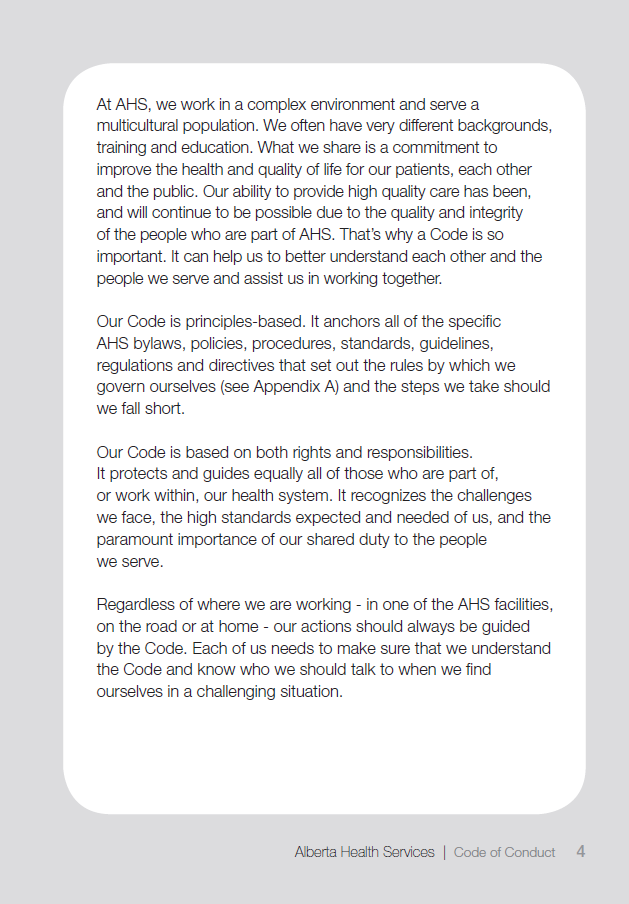 At AHS, we work in a complex environment and serve a
multicultural population. We often have very different backgrounds,
training and education. What we share is a commitment to
improve the health and quality of life for our patients, each other
and the public. Our ability to provide high quality care has been,
and will continue to be possible due to the quality and integrity
of the people who are part of AHS. That's why a Code is so
important. It can help us to better understand each other and the
people we serve and assist us in working together.
Our Code is principles-based. It anchors all of the specific
AHS bylaws, policies, procedures, standards, guidelines,
regulations and directives that set out the rules by which we
govern ourselves (see Appendix A) and the steps we take should
we fall short.
Our Code is based on both rights and responsibilities.
It protects and guides equally all of those who are part of,
or work within, our health system. It recognizes the challenges
we face, the high standards expected and needed of us, and the
paramount importance of our shared duty to the people
we serve.
Regardless of where we are working - in one of the AHS facilities,
on the road or at home - our actions should always be guided
by the Code. Each of us needs to make sure that we understand
the Code and know who we should talk to when we find
ourselves in a challenging situation.
Alberta Health Services | Code of Conduct 4